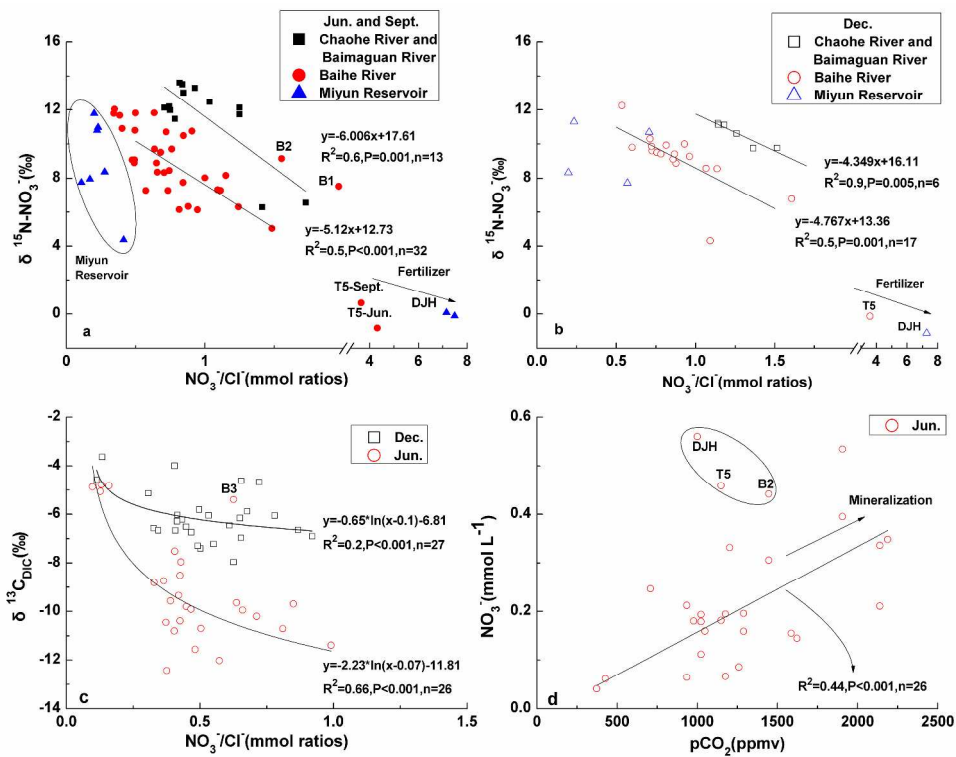 Jun. and Sept.
Chaohe River and
Baimaguan River
Baihe River
Miyun Reservoir
16
12
8
4
0
δ 15N-NO3-(‰)
y=-6.006x+17.61
R2=0.6,P=0.001,n=13
B2
B1
y=-5.12x+12.73
R2=0.5,P<0.001,n=32
Miyun
Reservoir
Fertilizer
T5-Sept.
T5-Jun.
DJH
a
0 1 4 6 8
NO3-/Cl-(mmol ratios)
Dec.
Chaohe River and
Baimaguan River
Baihe River
Miyun Reservoir
16
12
8
4
0
δ 15N-NO3-(‰)
y=-4.349x+16.11
R2=0.9,P=0.005,n=6
y=-4.767x+13.36
R2=0.5,P=0.001,n=17
Fertilizer
T5
DJH
b
0.0 0.5 1.0 1.5 4 6 8
NO3-/Cl-(mmol ratios)
Dec.
Jun.
-2
-4
-6
-8
-10
-12
-14
δ 13CDIC(‰)
B3
y=-0.65*ln(x-0.1)-6.81
R2=0.2,P<0.001,n=27
y=-2.23*ln(x-0.07)-11.81
R2=0.66,P<0.001,n=26
c
0.0 0.5 1.0 1.5
NO3-/Cl-(mmol ratios)
Jun.
0.6
0.4
0.2
0.0
NO3-(mmol L-1)
DJH
T5
B2
Mineralization
R2=0.44,P<0.001,n=26
d
0 500 1000 1500 2000 2500
pCO2(ppmv)